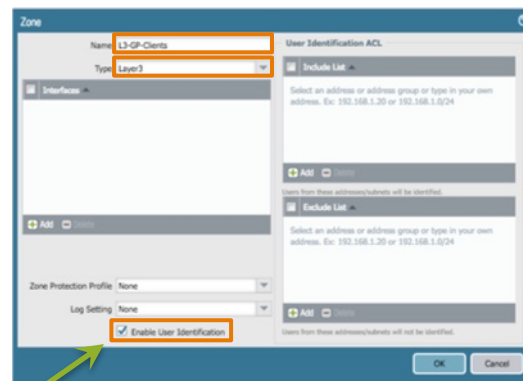 Zone
Name L3-GP-Clients
Type Layer3
Interfaces
Add Delete
Zone Protection Profile None
Log Setting None
Enable User Identification
User Identification ACL
Include List
Select an address or address group or type in your own
address. Ex: 192.168.1.20 or 192.168.1.0/24
Add Delete
Users from these addresses/subnets will be identified.
Exclude List
Select an address or address group or type in your own
address. Ex: 192.168.1.20 or 192.168.1.0/24
Add Delete
Users from these addresses/subnets will not be identified.
OK Cancel